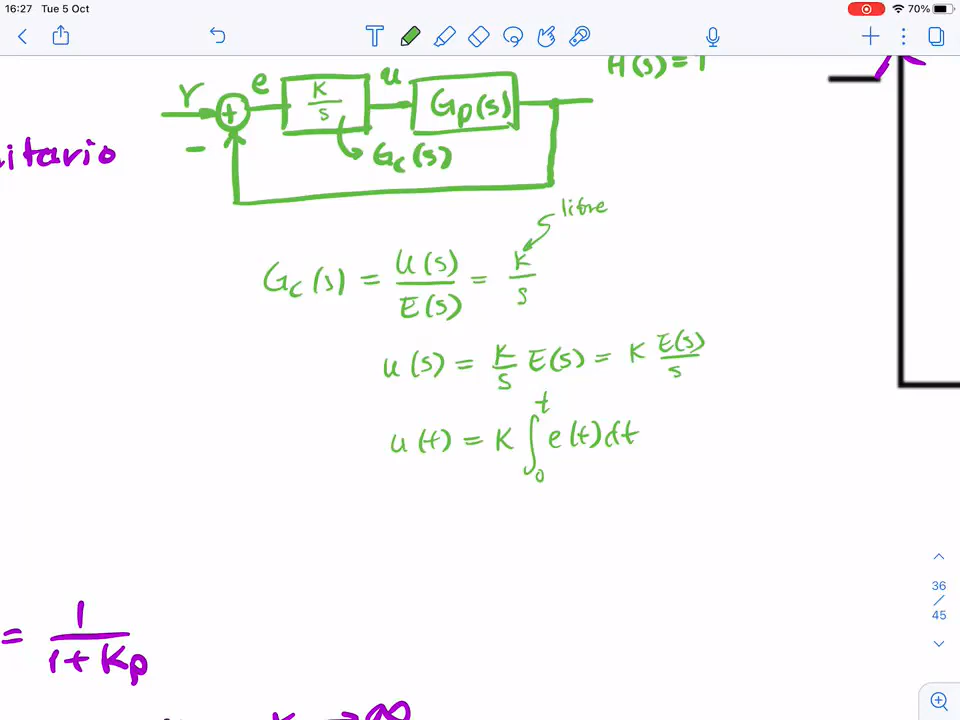 16:27 Tue 5 Oct 70%
H(s) = 1
r e K/s u Gp(s)
+
−
Gc(s)
itario
libre
Gc(s) = U(s)/E(s) = K/s
u(s) = K/s E(s) = K E(s)/s
u(t) = K ∫₀ᵗ e(t)dt
36
/
45
= 1/(1+Kp)